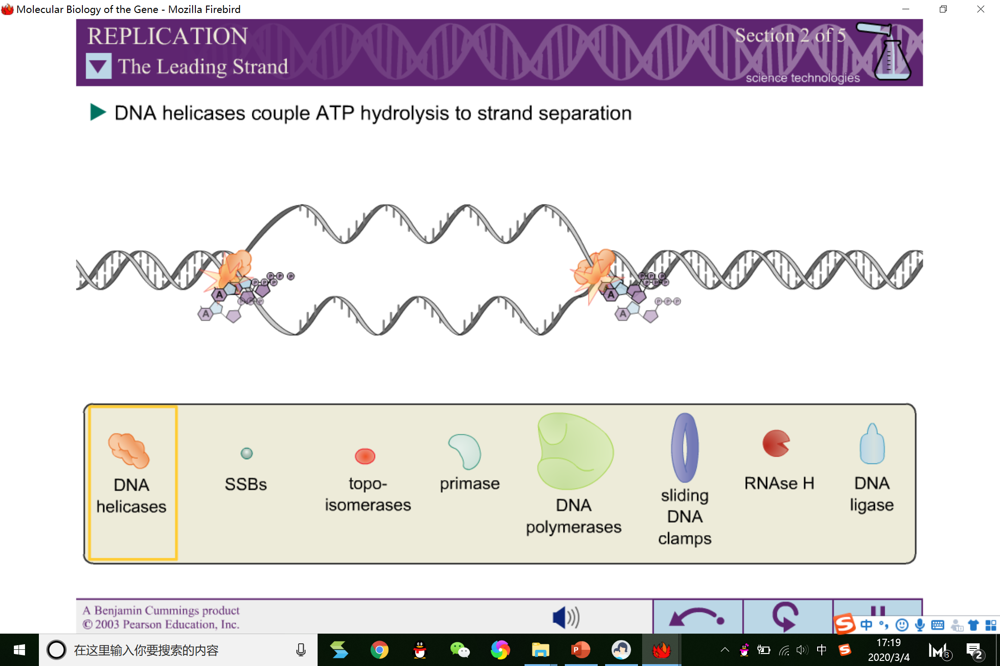 Molecular Biology of the Gene - Mozilla Firebird
REPLICATION
Section 2 of 5
The Leading Strand
science technologies
DNA helicases couple ATP hydrolysis to strand separation
P P P
P P P
P P P
A
A
P P P
P P P
P P P
A
A
DNA
helicases
SSBs
topo-
isomerases
primase
DNA
polymerases
sliding
DNA
clamps
RNAse H
DNA
ligase
A Benjamin Cummings product
© 2003 Pearson Education, Inc.
S 中
在这里输入你要搜索的内容
P
中
S
17:19
2020/3/4
3
2